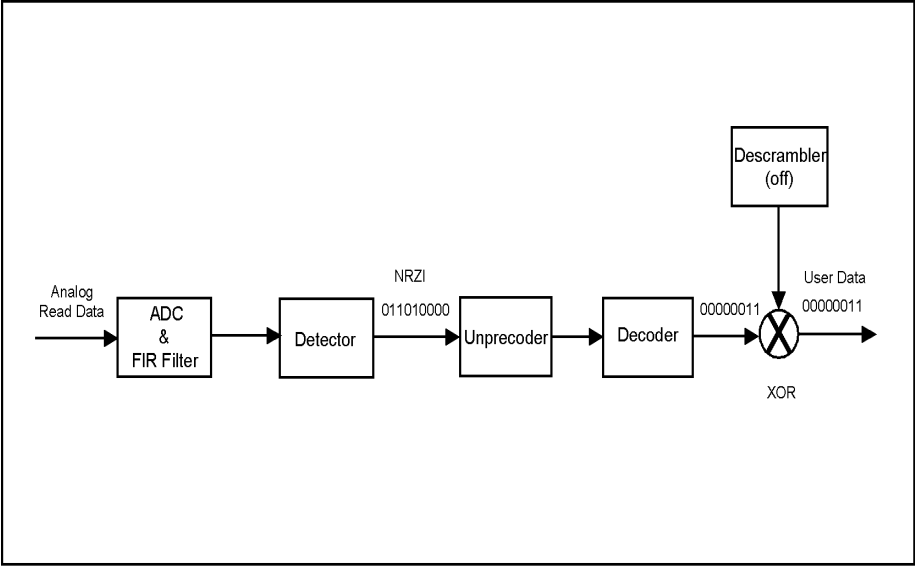 Descrambler
(off)
Analog
Read Data
ADC
&
FIR Filter
Detector
NRZI
011010000
Unprecoder
Decoder
00000011
XOR
User Data
00000011